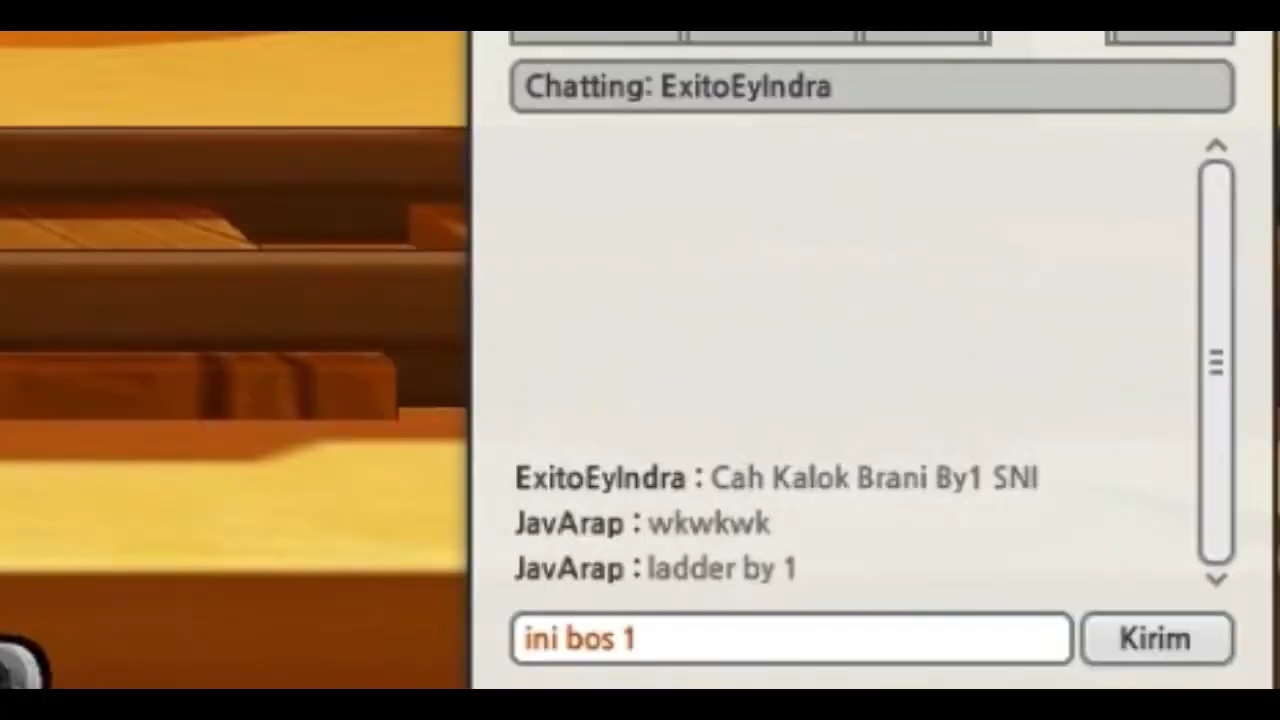 Chatting: ExitoEyIndra
ExitoEyIndra : Cah Kalok Brani By1 SNI
JavArap : wkwkwk
JavArap : ladder by 1
ini bos 1
Kirim